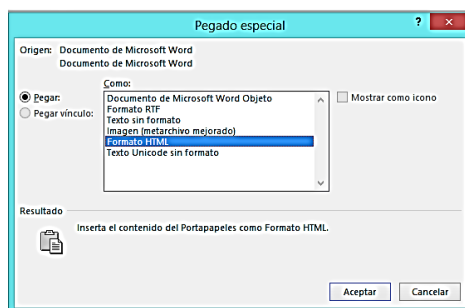 Pegado especial
? ×
Origen: Documento de Microsoft Word
Documento de Microsoft Word
Como:
Pegar:
Pegar vínculo:
Documento de Microsoft Word Objeto
Formato RTF
Texto sin formato
Imagen (metarchivo mejorado)
Formato HTML
Texto Unicode sin formato
Mostrar como icono
Resultado
Inserta el contenido del Portapapeles como Formato HTML.
Aceptar Cancelar